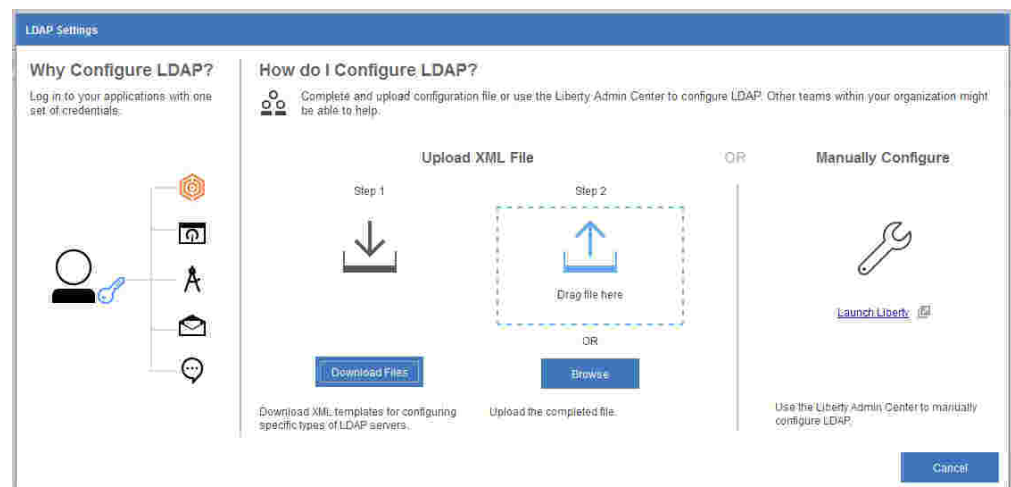 LDAP Settings
Why Configure LDAP?
Log in to your applications with one
set of credentials.
How do I Configure LDAP?
Complete and upload configuration file or use the Liberty Admin Center to configure LDAP. Other teams within your organization might
be able to help.
Upload XML File
OR
Manually Configure
Step 1
Step 2
Drag file here
Launch Liberty
OR
Download Files
Browse
Download XML templates for configuring
specific types of LDAP servers.
Upload the completed file.
Use the Liberty Admin Center to manually
configure LDAP.
Cancel